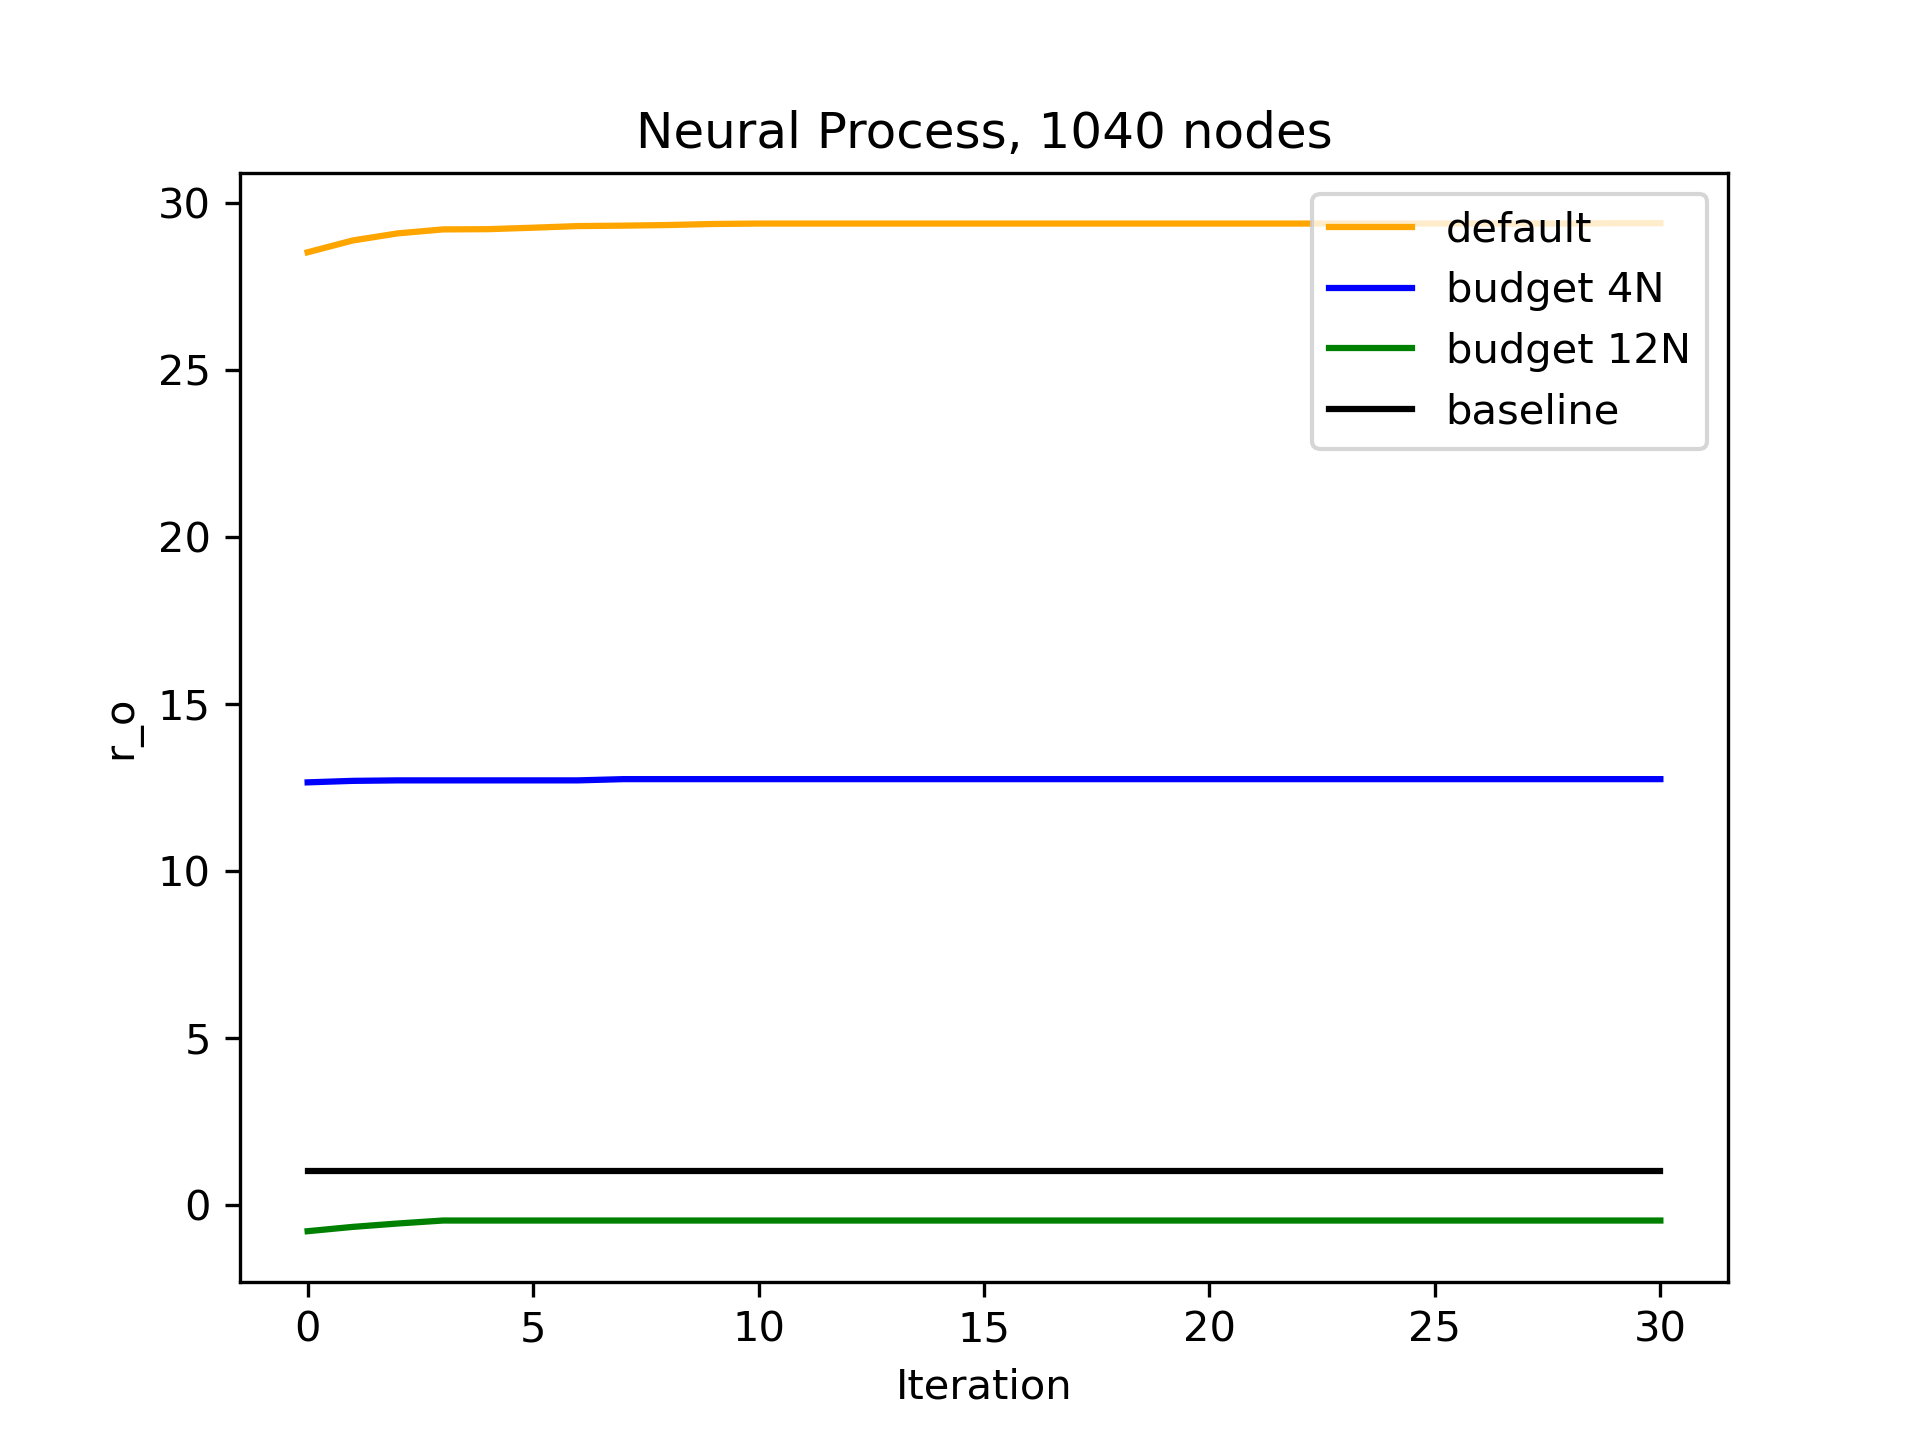 Neural Process, 1040 nodes
30
25
20
15
10
5
0
r_o
default
budget 4N
budget 12N
baseline
0 5 10 15 20 25 30
Iteration